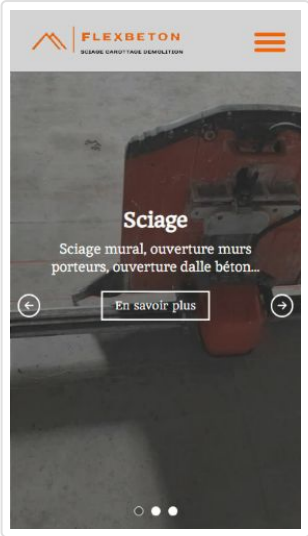 FLEXBETON
SCIAGE CAROTTAGE DEMOLITION
Sciage
Sciage mural, ouverture murs
porteurs, ouverture dalle béton...
En savoir plus